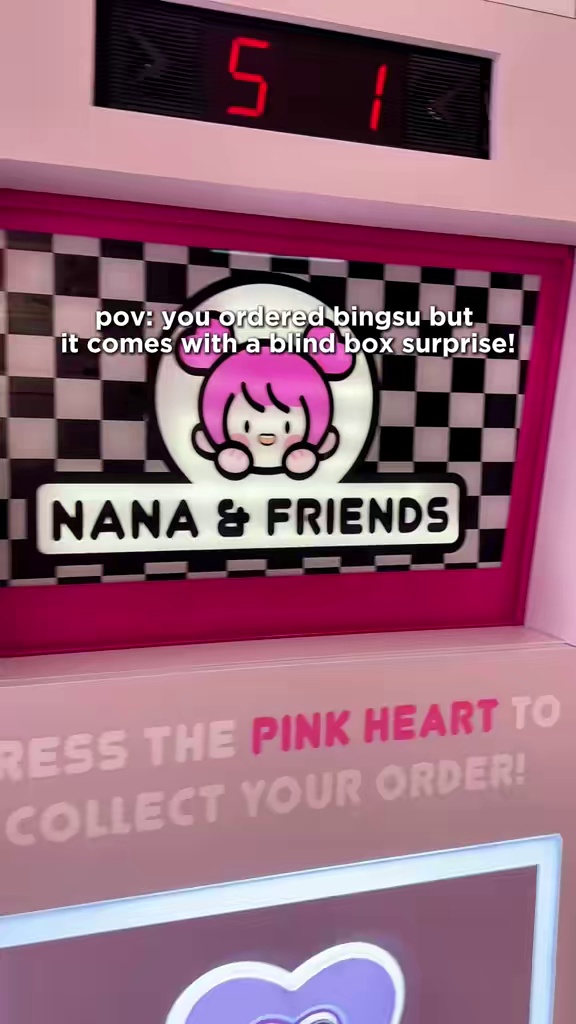 51
pov: you ordered bingsu but
it comes with a blind box surprise!
NANA & FRIENDS
RESS THE PINK HEART TO
COLLECT YOUR ORDER!